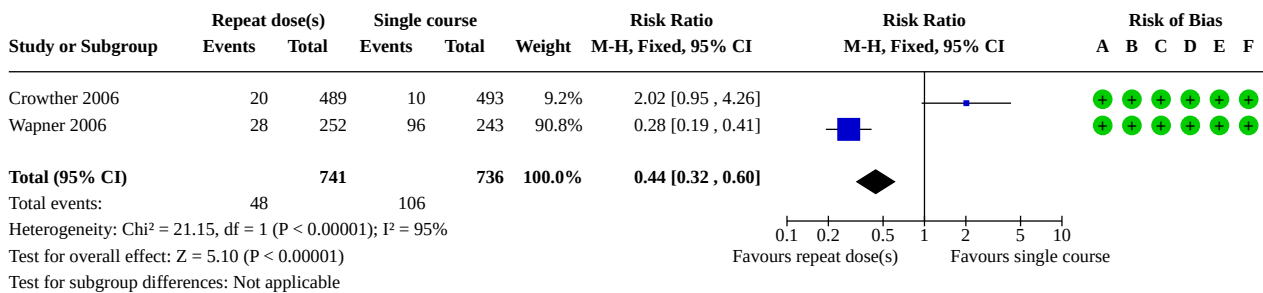 Repeat dose(s) Single course Risk Ratio Risk Ratio Risk of Bias
Study or Subgroup Events Total Events Total Weight M-H, Fixed, 95% CI M-H, Fixed, 95% CI A B C D E F
Crowther 2006 20 489 10 493 9.2% 2.02 [0.95 , 4.26] + + + + + +
Wapner 2006 28 252 96 243 90.8% 0.28 [0.19 , 0.41] + + + + + +
Total (95% CI) 741 736 100.0% 0.44 [0.32 , 0.60]
Total events: 48 106
Heterogeneity: Chi² = 21.15, df = 1 (P < 0.00001); I² = 95% 0.1 0.2 0.5 1 2 5 10
Test for overall effect: Z = 5.10 (P < 0.00001) Favours repeat dose(s) Favours single course
Test for subgroup differences: Not applicable